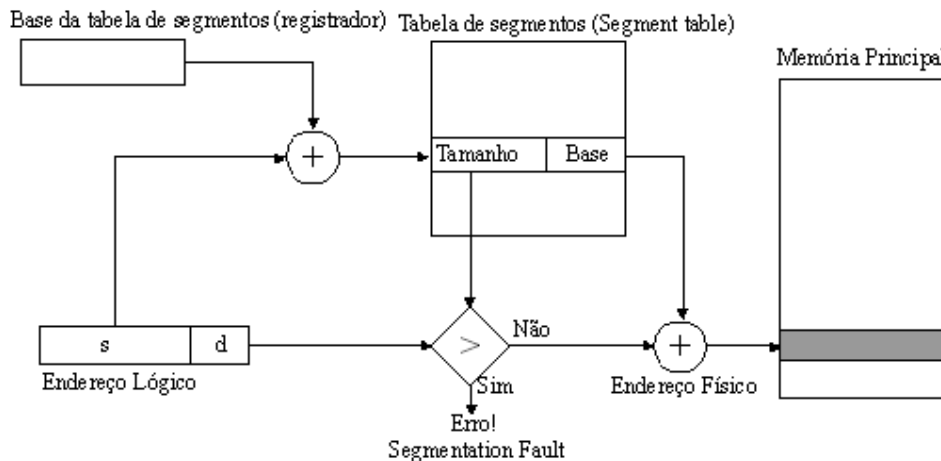 Base da tabela de segmentos (registrador)
Tabela de segmentos (Segment table)
Memória Principal
+
Tamanho
Base
s
d
Endereço Lógico
>
Não
Sim
+
Endereço Físico
Erro!
Segmentation Fault